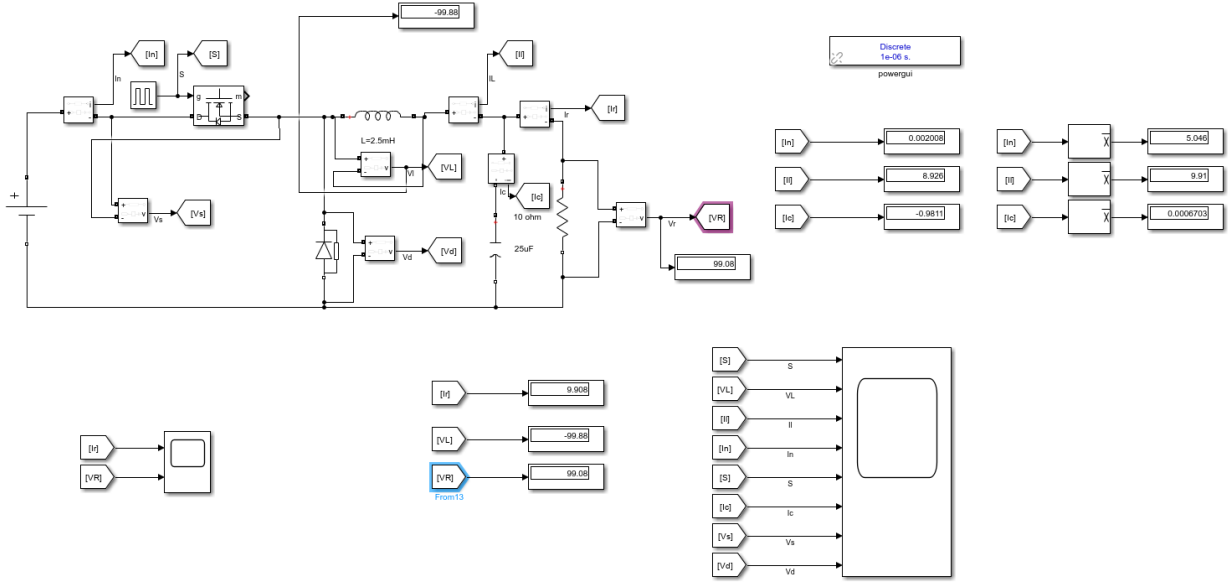 -99.88
[In]
[S]
[Il]
Discrete
1e-06 s.
powergui
In
S
IL
g
m
D
S
i
+
i
+
i
+
Ir
[Ir]
L=2.5mH
+
-
v
Vl
[VL]
Ic
[Ic]
10 ohm
25uF
+
-
v
Vs
[Vs]
+
-
v
Vd
[Vd]
+
-
v
Vr
[VR]
99.08
[In]
0.002008
[Il]
8.926
[Ic]
-0.9811
[In]
x
5.046
[Il]
x
9.91
[Ic]
x
0.0006703
[Ir]
[VR]
[Ir]
9.908
[VL]
-99.88
[VR]
99.08
From13
[S]
S
[VL]
VL
[Il]
Il
[In]
In
[S]
S
[Ic]
Ic
[Vs]
Vs
[Vd]
Vd